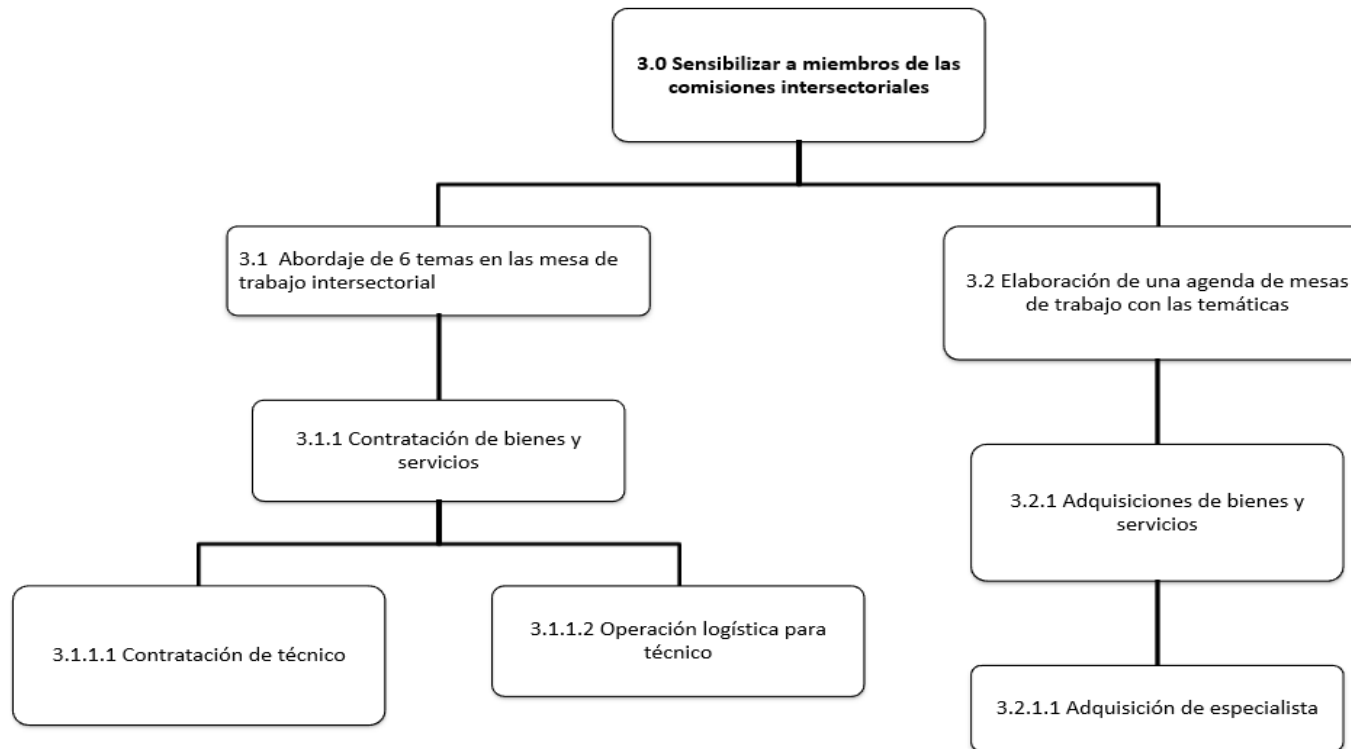 3.0 Sensibilizar a miembros de las
comisiones intersectoriales
3.1 Abordaje de 6 temas en las mesa de
trabajo intersectorial
3.2 Elaboración de una agenda de mesas
de trabajo con las temáticas
3.1.1 Contratación de bienes y
servicios
3.2.1 Adquisiciones de bienes y
servicios
3.1.1.1 Contratación de técnico
3.1.1.2 Operación logística para
técnico
3.2.1.1 Adquisición de especialista